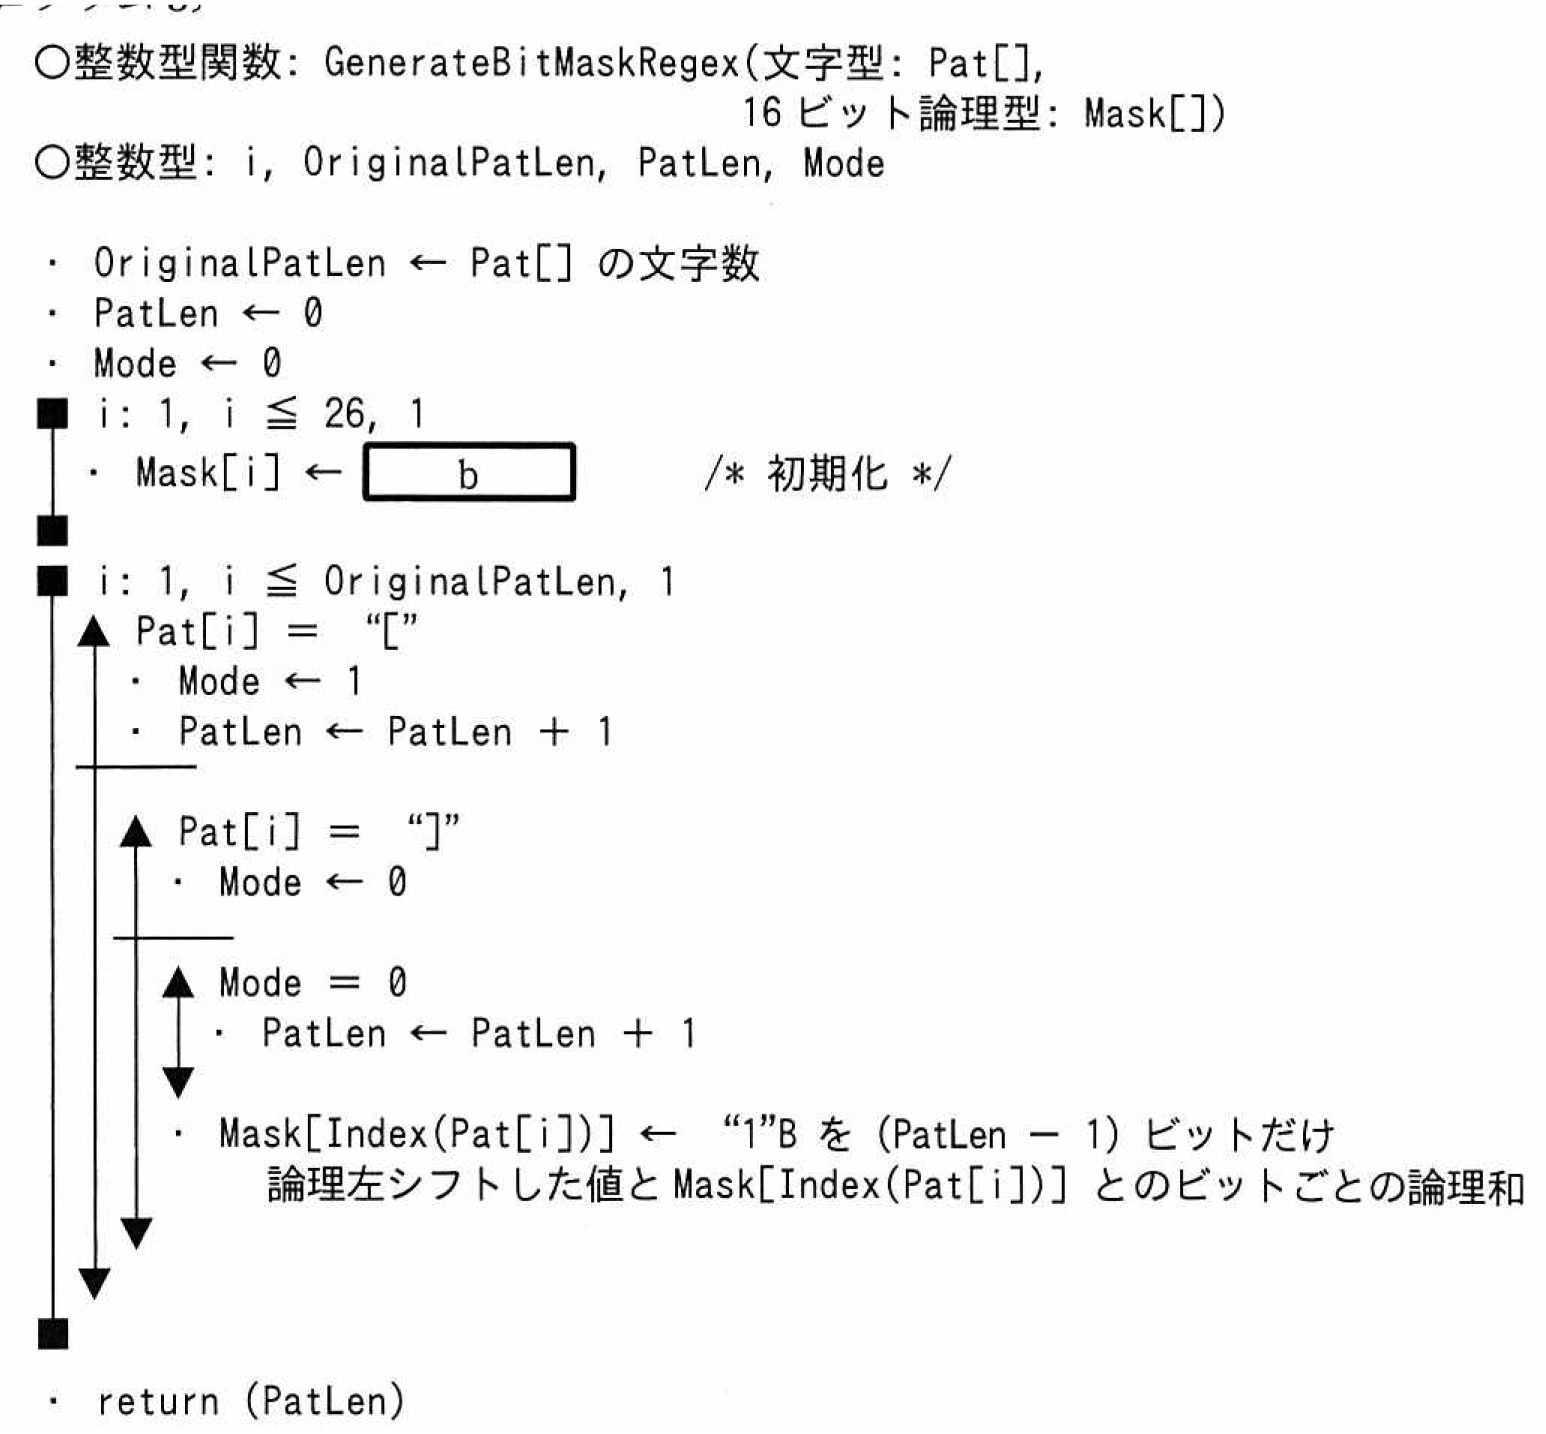 ○整数型関数: GenerateBitMaskRegex(文字型: Pat[],
16 ビット論理型: Mask[])
○整数型: i, OriginalPatLen, PatLen, Mode
・ OriginalPatLen ← Pat[] の文字数
・ PatLen ← 0
・ Mode ← 0
■ i: 1, i ≦ 26, 1
・ Mask[i] ← b /* 初期化 */
■
■ i: 1, i ≦ OriginalPatLen, 1
▲ Pat[i] = “[”
・ Mode ← 1
・ PatLen ← PatLen + 1
▲ Pat[i] = “]”
・ Mode ← 0
▲ Mode = 0
・ PatLen ← PatLen + 1
▼
・ Mask[Index(Pat[i])] ← “1”B を (PatLen - 1) ビットだけ
論理左シフトした値と Mask[Index(Pat[i])] とのビットごとの論理和
▼
▼
■
・ return (PatLen)